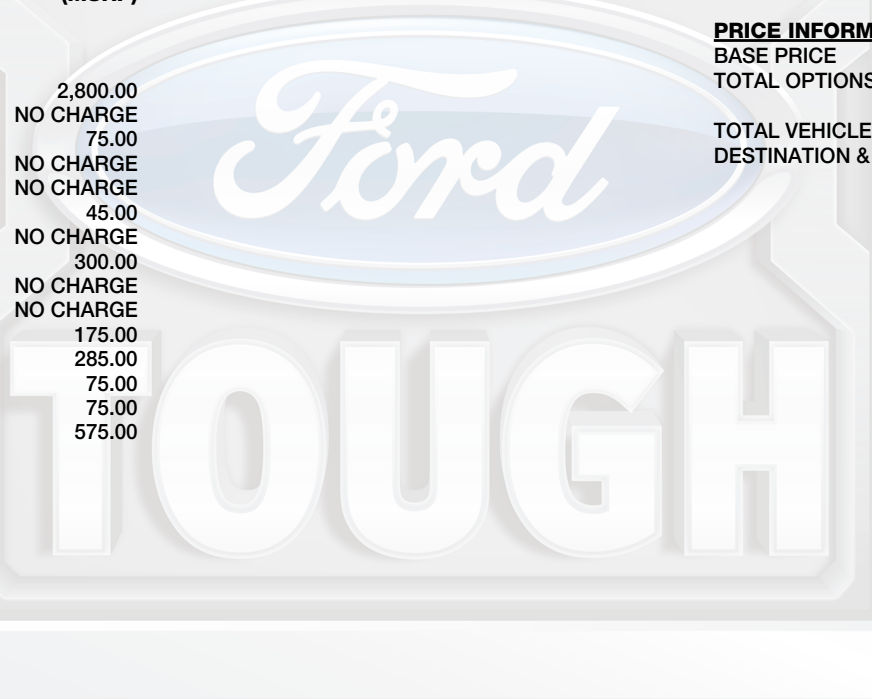 (MSRP)
2,800.00
NO CHARGE
75.00
NO CHARGE
NO CHARGE
45.00
NO CHARGE
300.00
NO CHARGE
NO CHARGE
175.00
285.00
75.00
75.00
575.00
PRICE INFORM
BASE PRICE
TOTAL OPTIONS
TOTAL VEHICLE
DESTINATION &
Ford
TOUGH